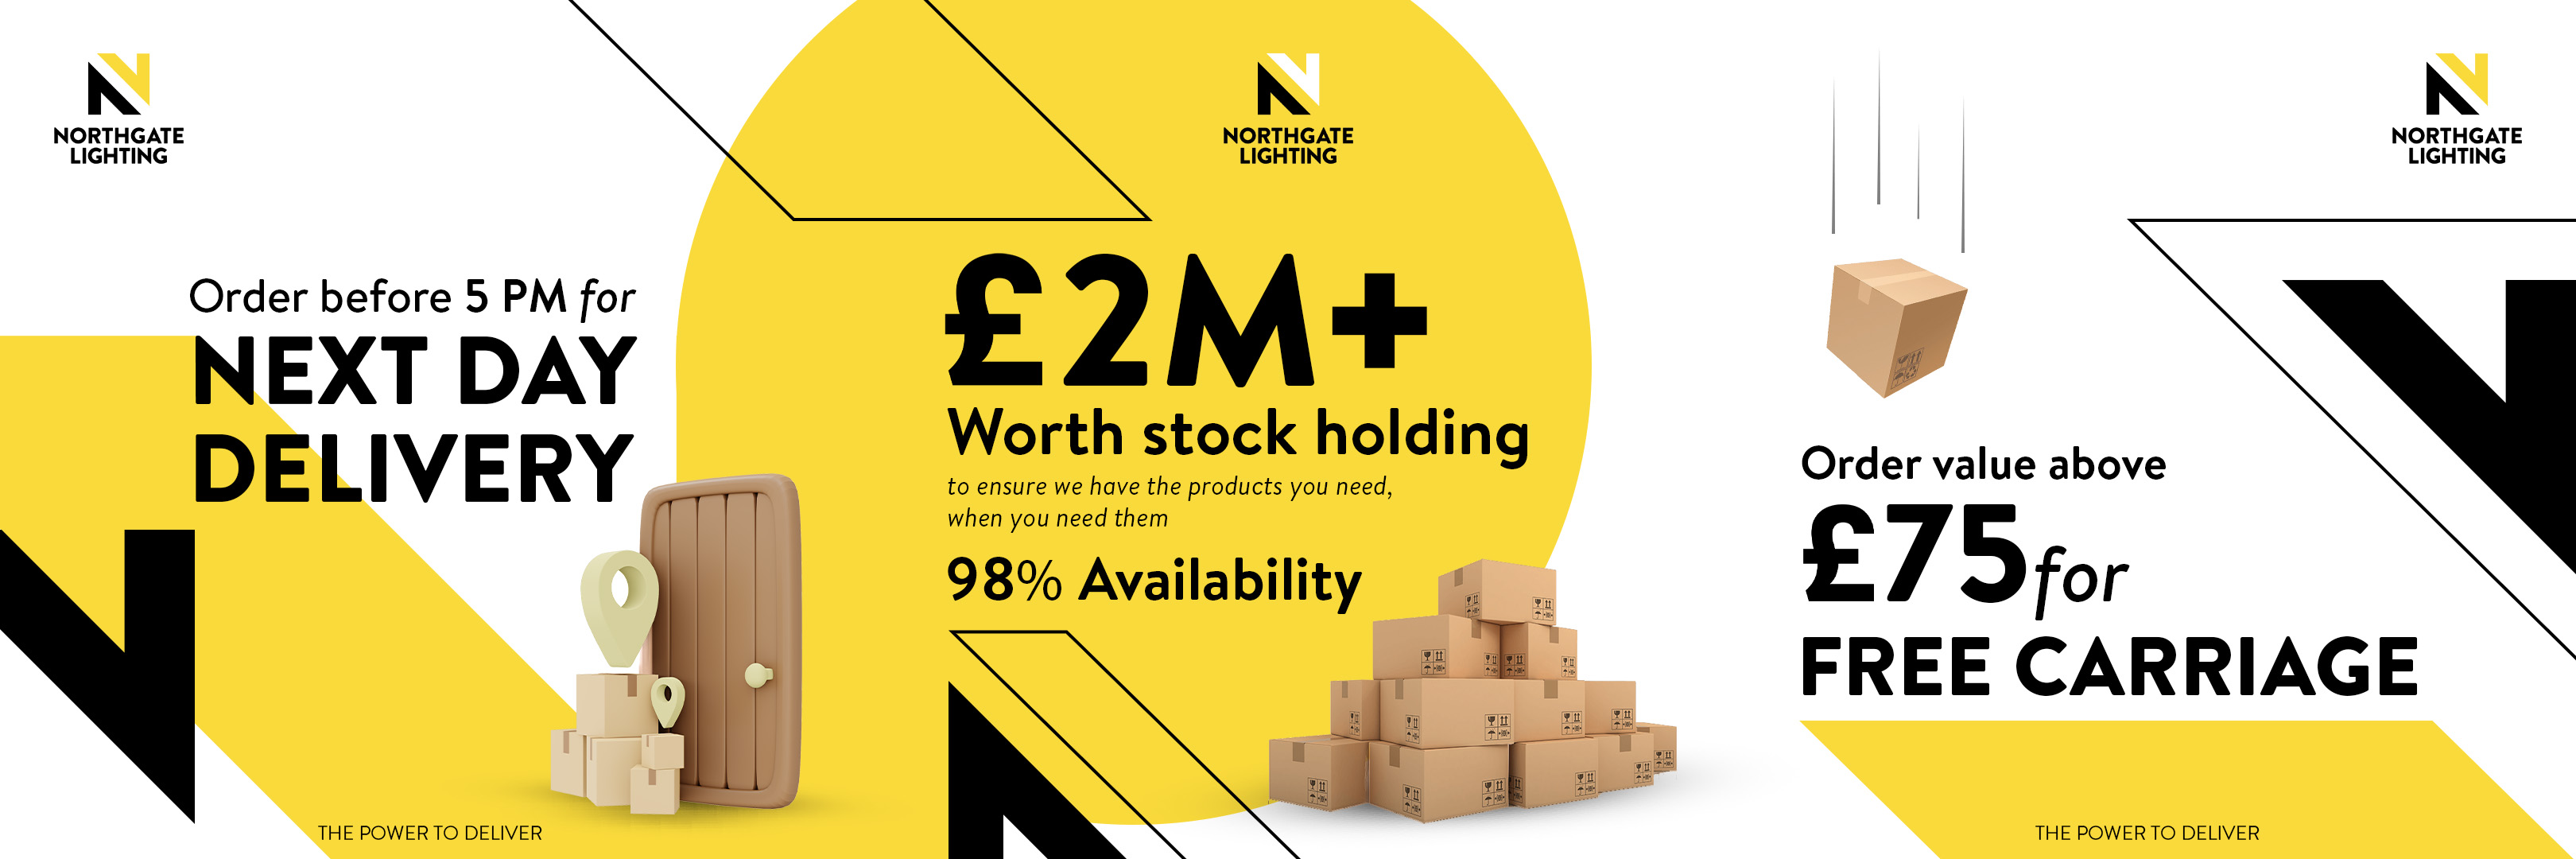 NORTHGATE
LIGHTING
Order before 5 PM for
NEXT DAY
DELIVERY
THE POWER TO DELIVER
NORTHGATE
LIGHTING
£2M+
Worth stock holding
to ensure we have the products you need,
when you need them
98% Availability
NORTHGATE
LIGHTING
Order value above
£75 for
FREE CARRIAGE
THE POWER TO DELIVER